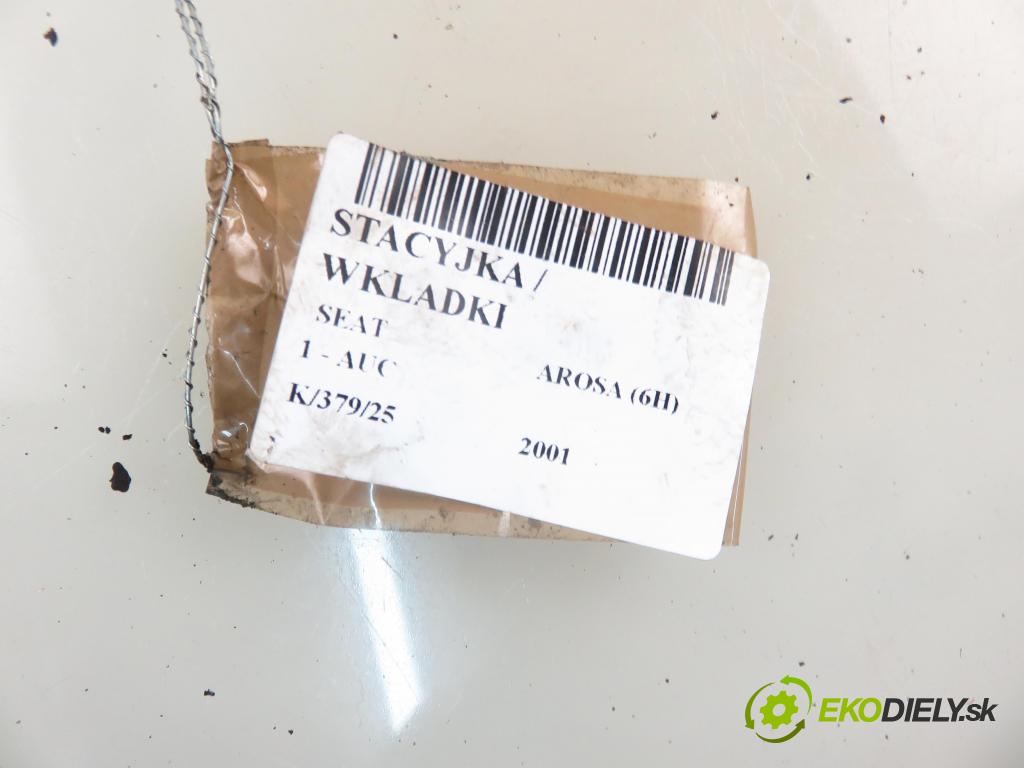 STACYJKA /
WKLADKI
SEAT
AROSA (6H)
1 - AUC
2001
K/379/25
EKODIELY.sk